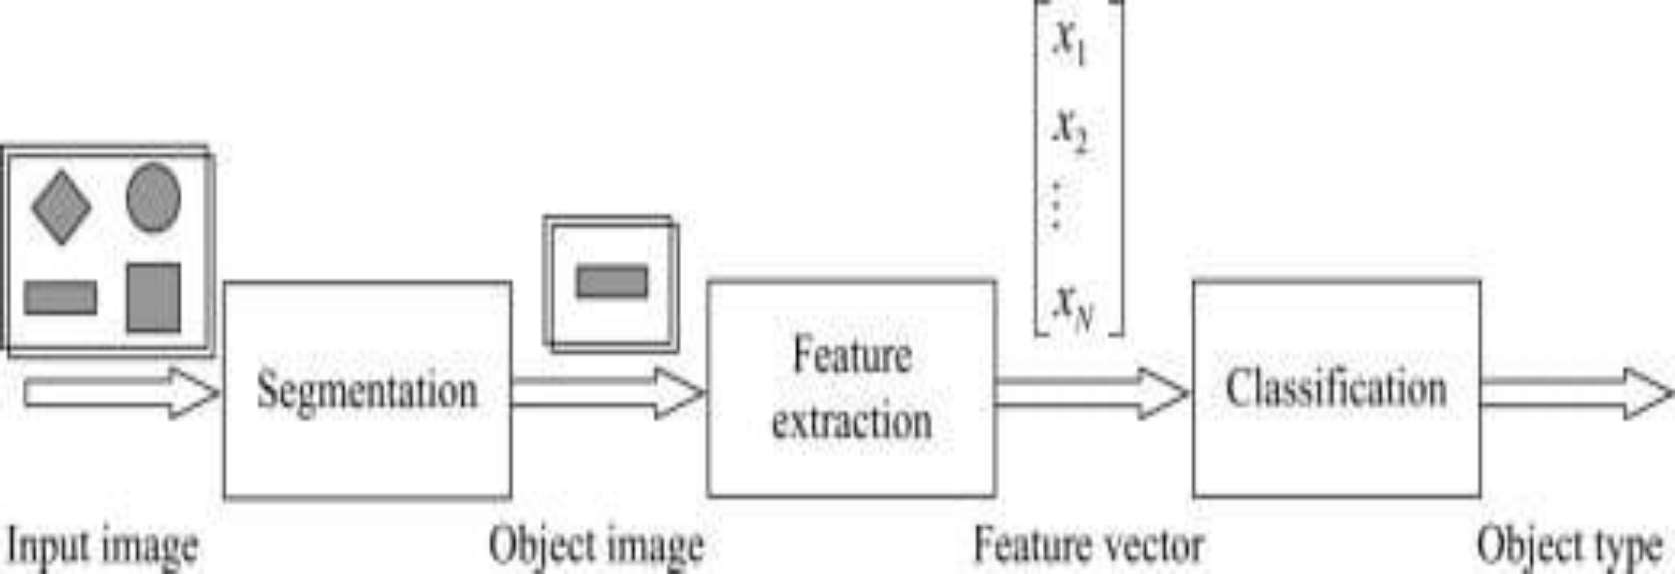 x1
x2
⋮
xN
Segmentation
Feature
extraction
Classification
Input image
Object image
Feature vector
Object type